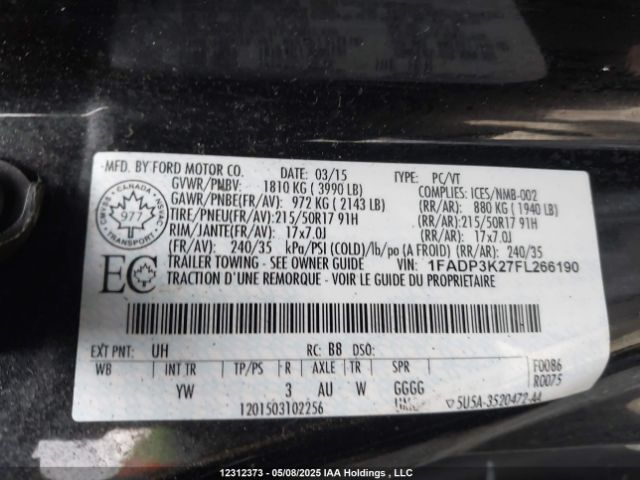 MFD. BY FORD MOTOR CO. DATE: 03/15 TYPE: PC/VT
GVWR/PNBV: 1810 KG ( 3990 LB) COMPLIES: ICES/NMB-002
GAWR/PNBE(FR/AV): 972 KG ( 2143 LB) (RR/AR): 880 KG ( 1940 LB)
TIRE/PNEU(FR/AV):215/50R17 91H (RR/AR):215/50R17 91H
RIM/JANTE(FR/AV): 17x7.0J (RR/AR): 17x7.0J
(FR/AV): 240/35 kPa/PSI (COLD)/lb/po (A FROID) (RR/AR): 240/35
TRAILER TOWING - SEE OWNER GUIDE VIN: 1FADP3K27FL266190
TRACTION D'UNE REMORQUE - VOIR LE GUIDE DU PROPRIETAIRE
CANADA
977
TRANSPORT
EC
EXT PNT: UH RC: B8 DSO:
WB INT TR TP/PS R AXLE TR SPR F0086
YW 3 AU W GGGG R0075
1201503102256 5U5A-3520472-AA
12312373 - 05/08/2025 IAA Holdings , LLC